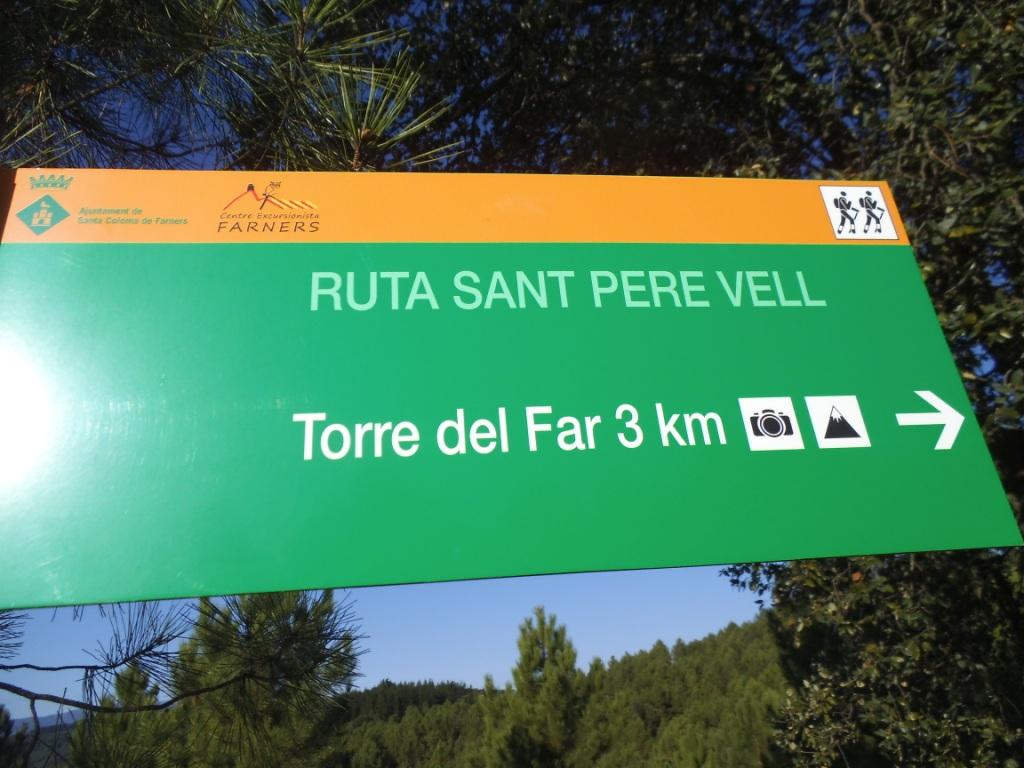 Ajuntament de
Santa Coloma de Farners
Centre Excursionista
FARNERS
RUTA SANT PERE VELL
Torre del Far 3 km